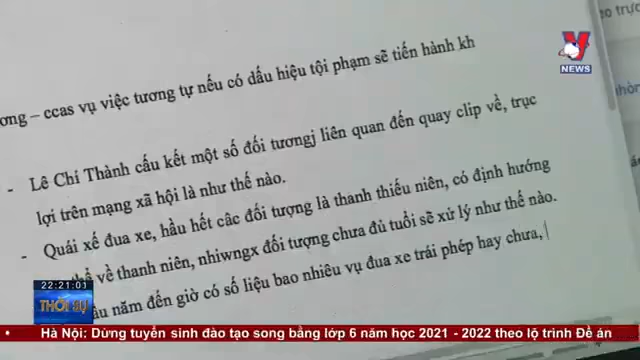 ơng – ccas vụ việc tương tự nếu có dấu hiệu tội phạm sẽ tiến hành kh
- Lê Chí Thành cấu kết một số đối tươngj liên quan đến quay clip về, trục
lợi trên mạng xã hội là như thế nào.
- Quái xế đua xe, hầu hết các đối tượng là thanh thiếu niên, có định hướng
thể về thanh niên, nhiwngx đối tượng chưa đủ tuổi sẽ xử lý như thế nào.
ầu năm đến giờ có số liệu bao nhiêu vụ đua xe trái phép hay chưa,
V
NEWS
22:21:01
THỜI SỰ
Hà Nội: Dừng tuyển sinh đào tạo song bằng lớp 6 năm học 2021 - 2022 theo lộ trình Đề án